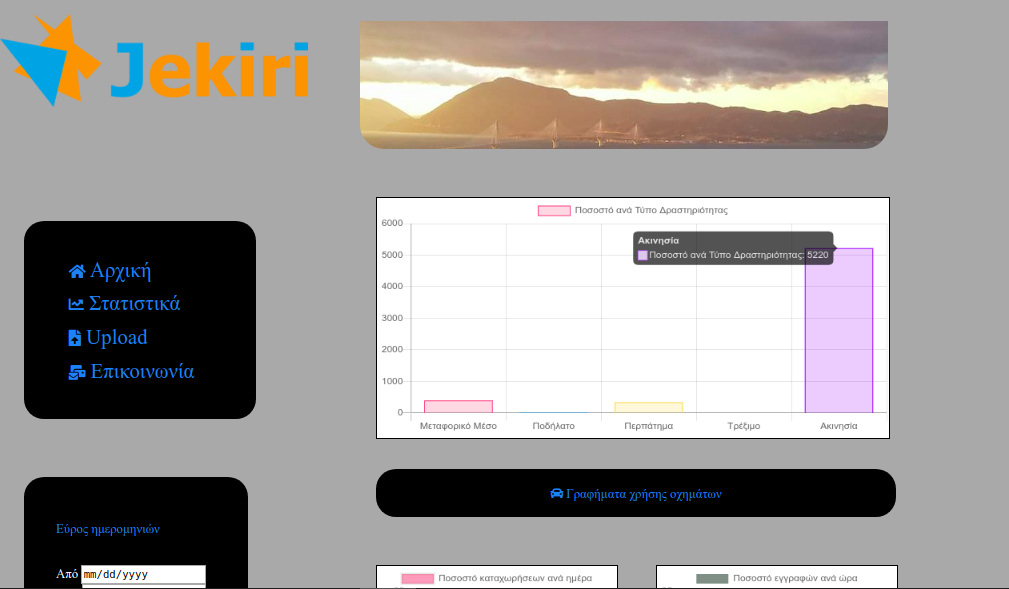 Jekiri
Αρχική
Στατιστικά
Upload
Επικοινωνία
Εύρος ημερομηνιών
Από mm/dd/yyyy
Ποσοστό ανά Τύπο Δραστηριότητας
6000
5000
4000
3000
2000
1000
0
Ακινησία
Ποσοστό ανά Τύπο Δραστηριότητας: 5220
Μεταφορικό Μέσο Ποδήλατο Περπάτημα Τρέξιμο Ακινησία
Γραφήματα χρήσης οχημάτων
Ποσοστό καταχωρήσεων ανά ημέρα
Ποσοστό εγγραφών ανά ώρα